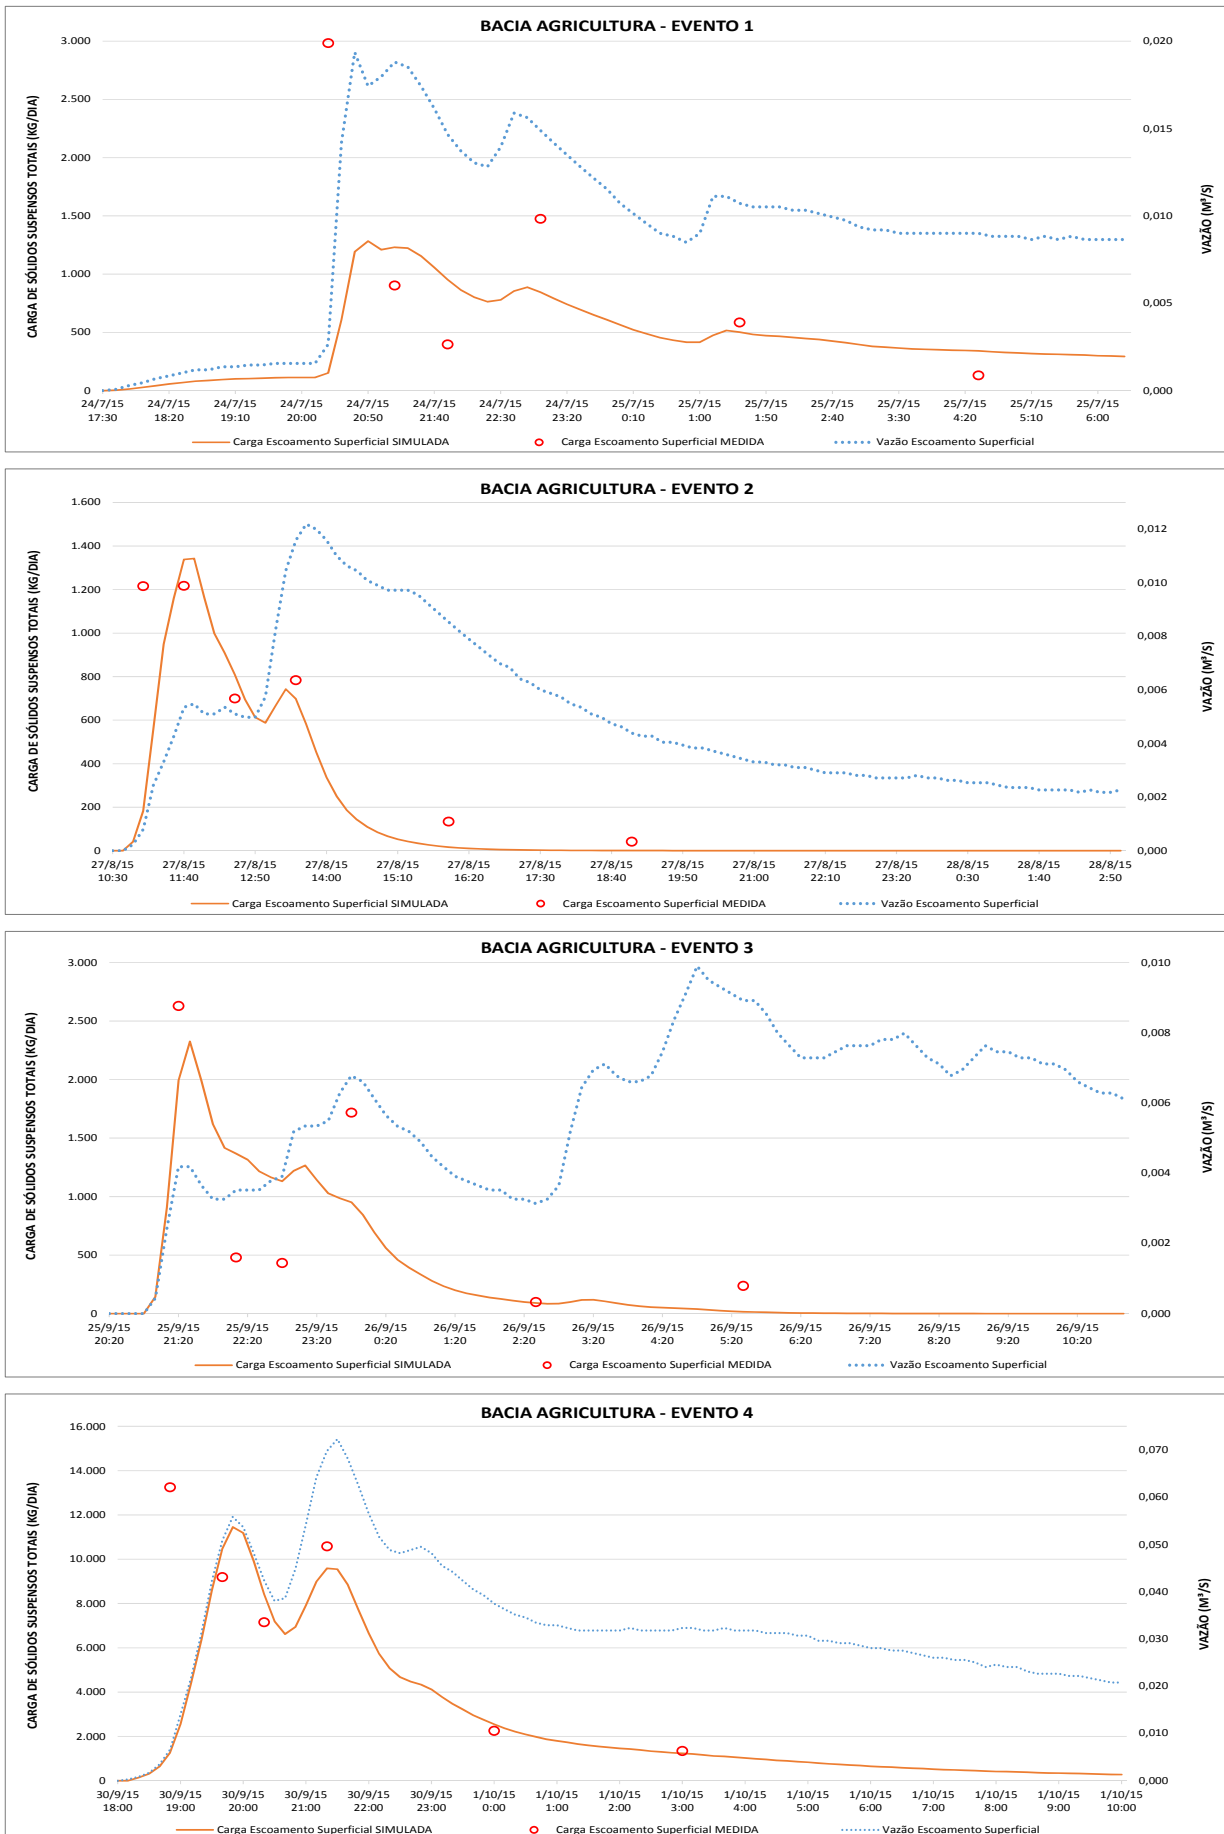 BACIA AGRICULTURA - EVENTO 1
CARGA DE SÓLIDOS SUSPENSOS TOTAIS (KG/DIA)
3.000
2.500
2.000
1.500
1.000
500
0
0,020
0,015
0,010
0,005
0,000
VAZÃO (M³/S)
24/7/15 24/7/15 24/7/15 24/7/15 24/7/15 24/7/15 24/7/15 24/7/15 25/7/15 25/7/15 25/7/15 25/7/15 25/7/15 25/7/15 25/7/15 25/7/15
17:30 18:20 19:10 20:00 20:50 21:40 22:30 23:20 0:10 1:00 1:50 2:40 3:30 4:20 5:10 6:00
Carga Escoamento Superficial SIMULADA Carga Escoamento Superficial MEDIDA Vazão Escoamento Superficial
BACIA AGRICULTURA - EVENTO 2
CARGA DE SÓLIDOS SUSPENSOS TOTAIS (KG/DIA)
1.600
1.400
1.200
1.000
800
600
400
200
0
0,012
0,010
0,008
0,006
0,004
0,002
0,000
VAZÃO (M³/S)
27/8/15 27/8/15 27/8/15 27/8/15 27/8/15 27/8/15 27/8/15 27/8/15 27/8/15 27/8/15 27/8/15 27/8/15 28/8/15 28/8/15 28/8/15
10:30 11:40 12:50 14:00 15:10 16:20 17:30 18:40 19:50 21:00 22:10 23:20 0:30 1:40 2:50
Carga Escoamento Superficial SIMULADA Carga Escoamento Superficial MEDIDA Vazão Escoamento Superficial
BACIA AGRICULTURA - EVENTO 3
CARGA DE SÓLIDOS SUSPENSOS TOTAIS (KG/DIA)
3.000
2.500
2.000
1.500
1.000
500
0
0,010
0,008
0,006
0,004
0,002
0,000
VAZÃO (M³/S)
25/9/15 25/9/15 25/9/15 25/9/15 26/9/15 26/9/15 26/9/15 26/9/15 26/9/15 26/9/15 26/9/15 26/9/15 26/9/15 26/9/15 26/9/15
20:20 21:20 22:20 23:20 0:20 1:20 2:20 3:20 4:20 5:20 6:20 7:20 8:20 9:20 10:20
Carga Escoamento Superficial SIMULADA Carga Escoamento Superficial MEDIDA Vazão Escoamento Superficial
BACIA AGRICULTURA - EVENTO 4
CARGA DE SÓLIDOS SUSPENSOS TOTAIS (KG/DIA)
16.000
14.000
12.000
10.000
8.000
6.000
4.000
2.000
0
0,070
0,060
0,050
0,040
0,030
0,020
0,010
0,000
VAZÃO (M³/S)
30/9/15 30/9/15 30/9/15 30/9/15 30/9/15 30/9/15 1/10/15 1/10/15 1/10/15 1/10/15 1/10/15 1/10/15 1/10/15 1/10/15 1/10/15 1/10/15 1/10/15
18:00 19:00 20:00 21:00 22:00 23:00 0:00 1:00 2:00 3:00 4:00 5:00 6:00 7:00 8:00 9:00 10:00
Carga Escoamento Superficial SIMULADA Carga Escoamento Superficial MEDIDA Vazão Escoamento Superficial